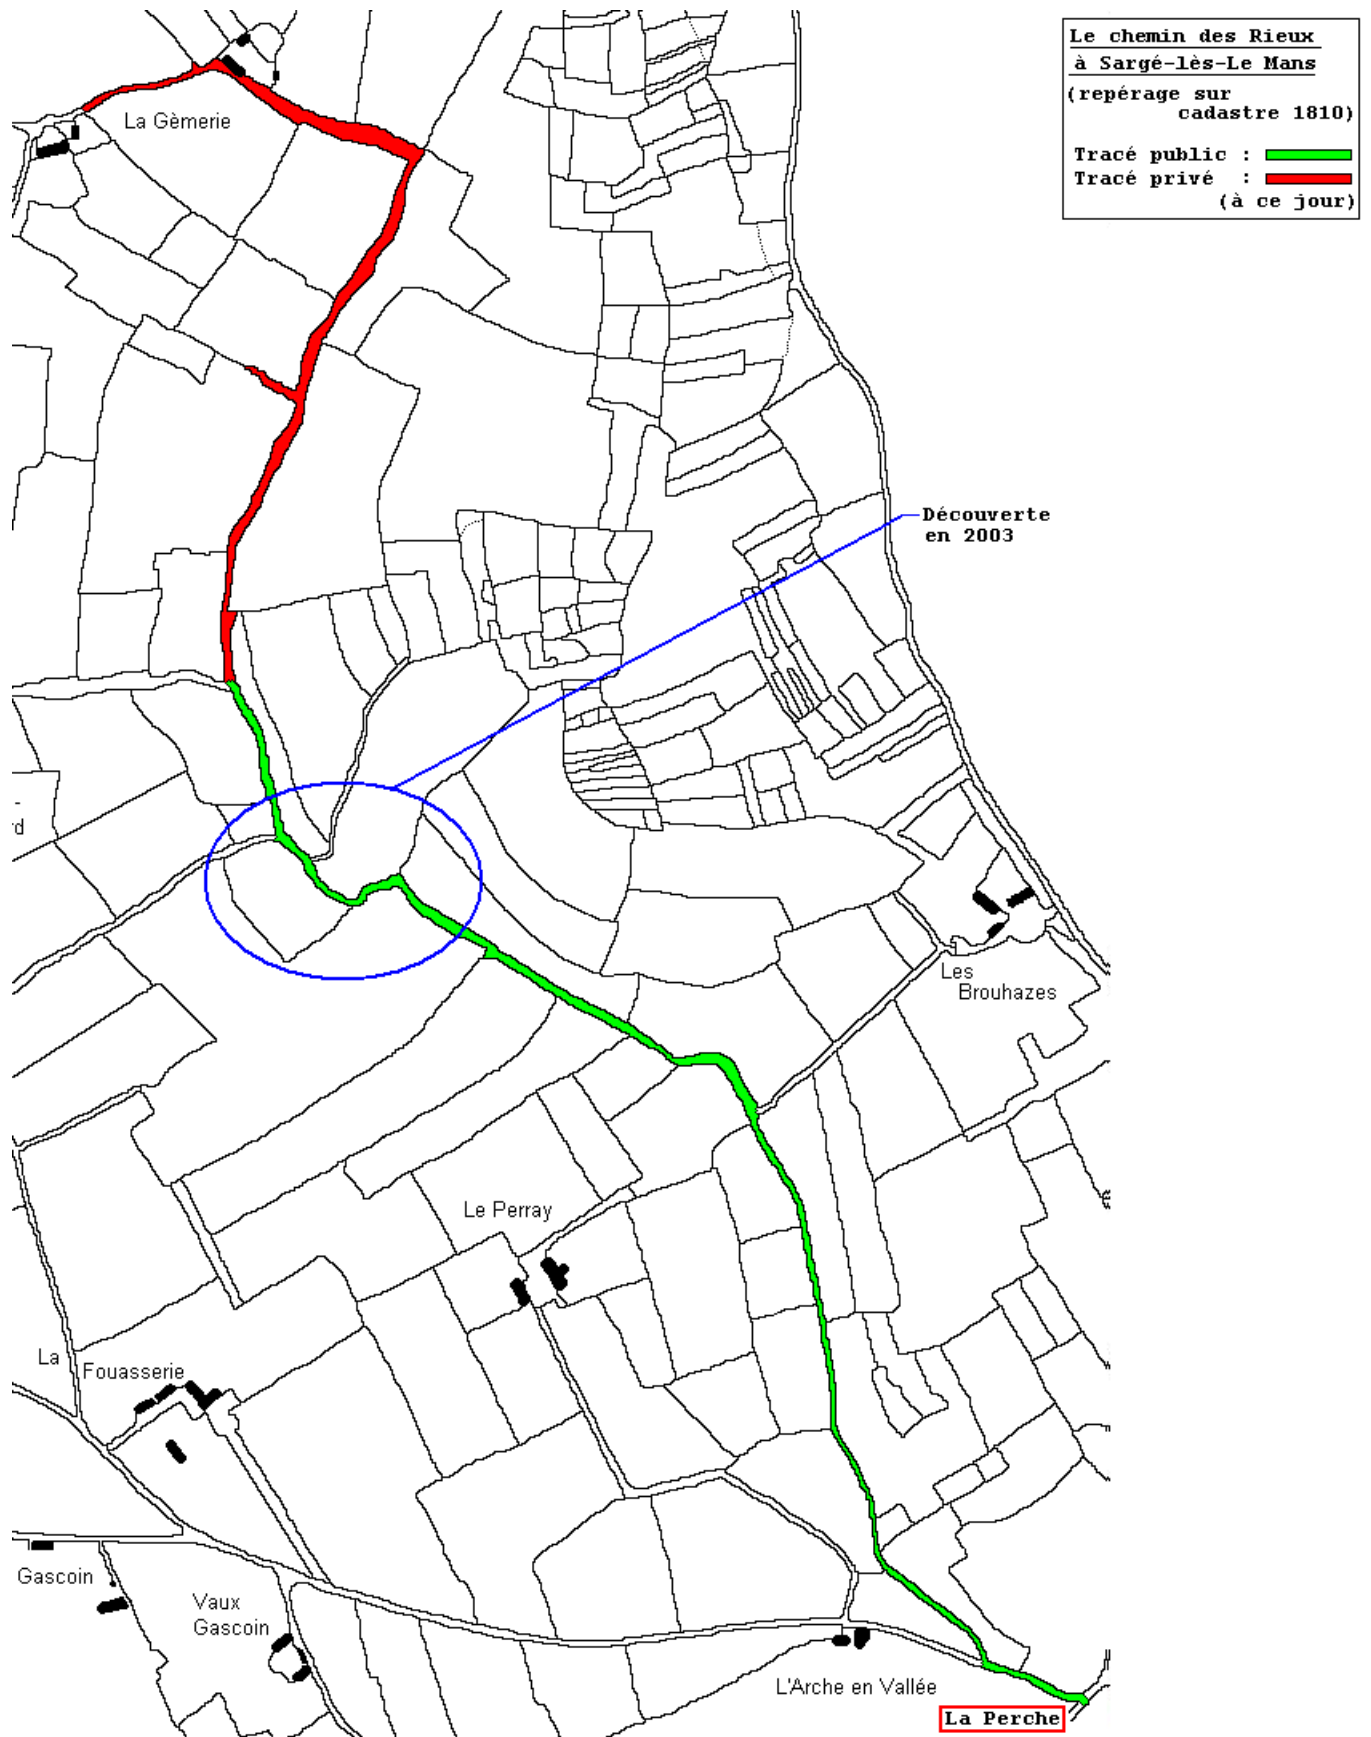 Le chemin des Rieux
à Sargé-lès-Le Mans
(repérage sur
cadastre 1810)
Tracé public :
Tracé privé :
(à ce jour)
La Gèmerie
Découverte
en 2003
-
rd
Les
Brouhazes
Le Perray
La
Fouasserie
Gascoin
Vaux
Gascoin
L'Arche en Vallée
La Perche